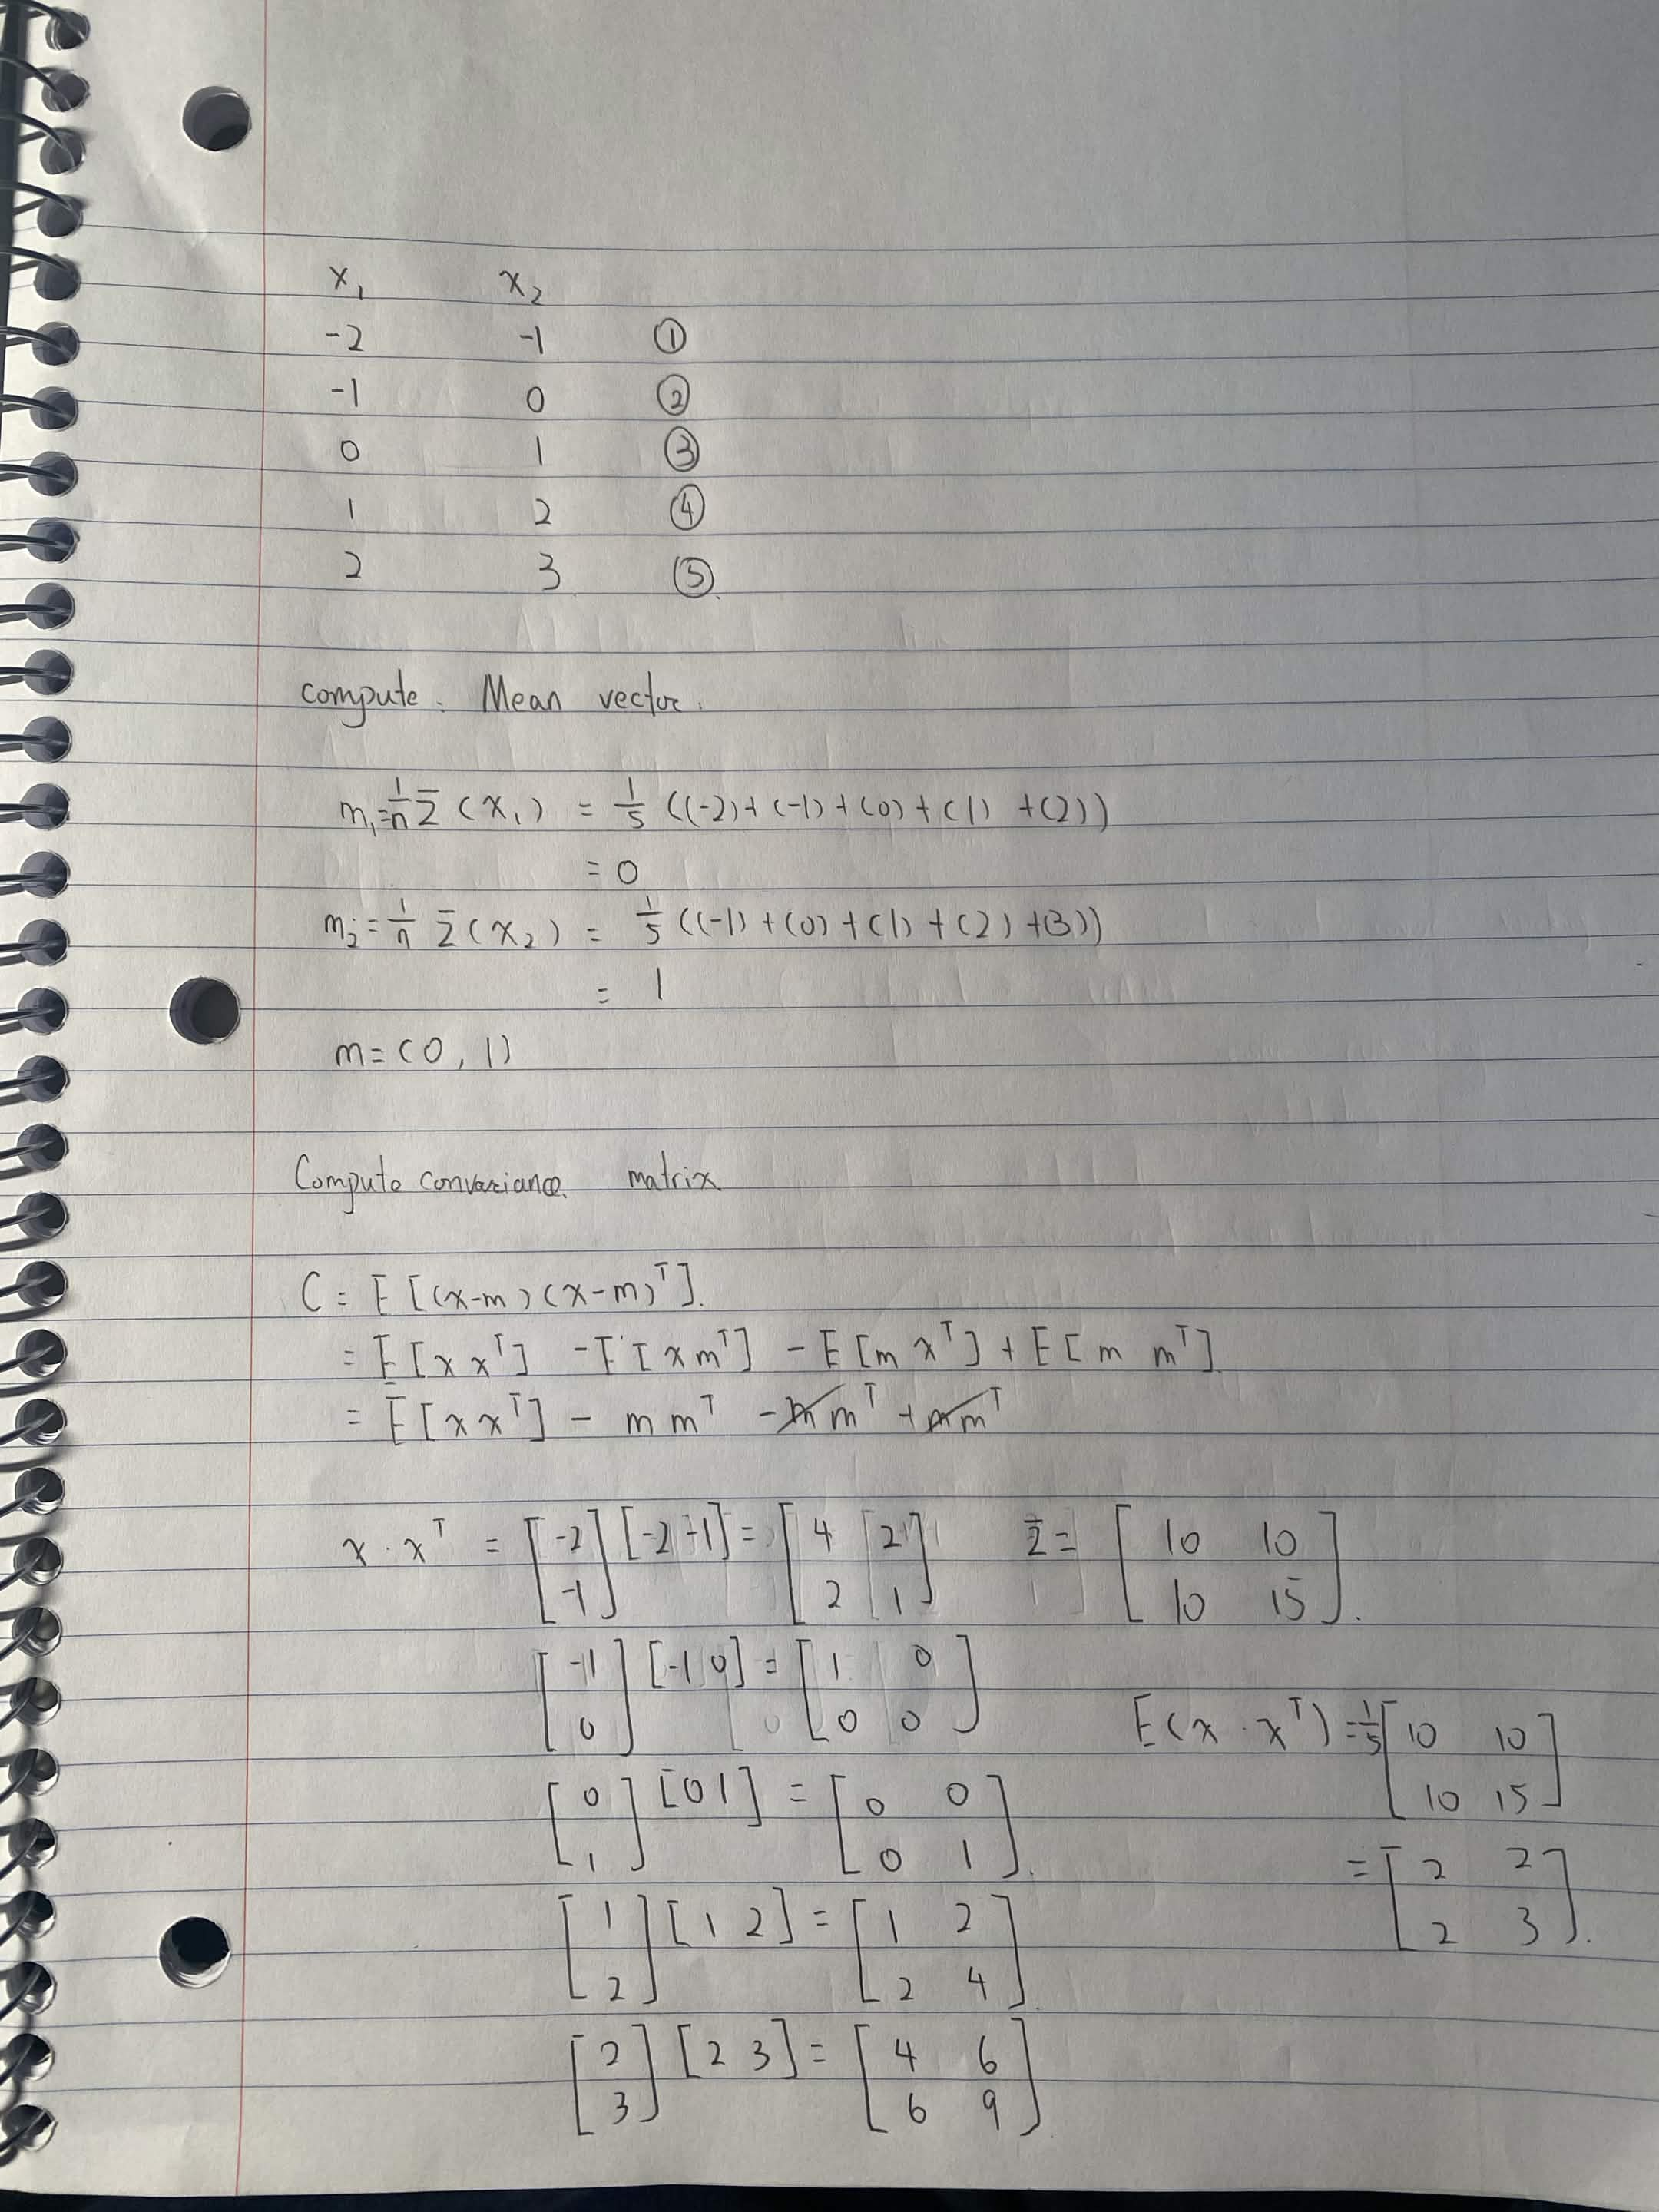 x₁ x₂
-2 -1 ①
-1 0 ②
0 1 ③
1 2 ④
2 3 ⑤.
compute. Mean vector.
m₁=1/n Σ(x₁) = 1/5 ((-2)+(-1)+(0)+(1)+(2))
= 0
m₂=1/n Σ(x₂) = 1/5 ((-1)+(0)+(1)+(2)+(3))
= 1
m=(0,1)
Compute convariance. matrix
C = E[(x-m)(x-m)ᵀ].
= E[x xᵀ] - E[x mᵀ] - E[m xᵀ] + E[m mᵀ].
= E[x xᵀ] - m mᵀ - m mᵀ + m mᵀ
x · xᵀ = [-2; -1] [-2 -1] = [4 2; 2 1] Σ = [10 10; 10 15].
[-1; 0] [-1 0] = [1 0; 0 0]
E(x · xᵀ) = 1/5 [10 10; 10 15]
[0; 1] [0 1] = [0 0; 0 1].
= [2 2; 2 3].
[1; 2] [1 2] = [1 2; 2 4].
[2; 3] [2 3] = [4 6; 6 9].